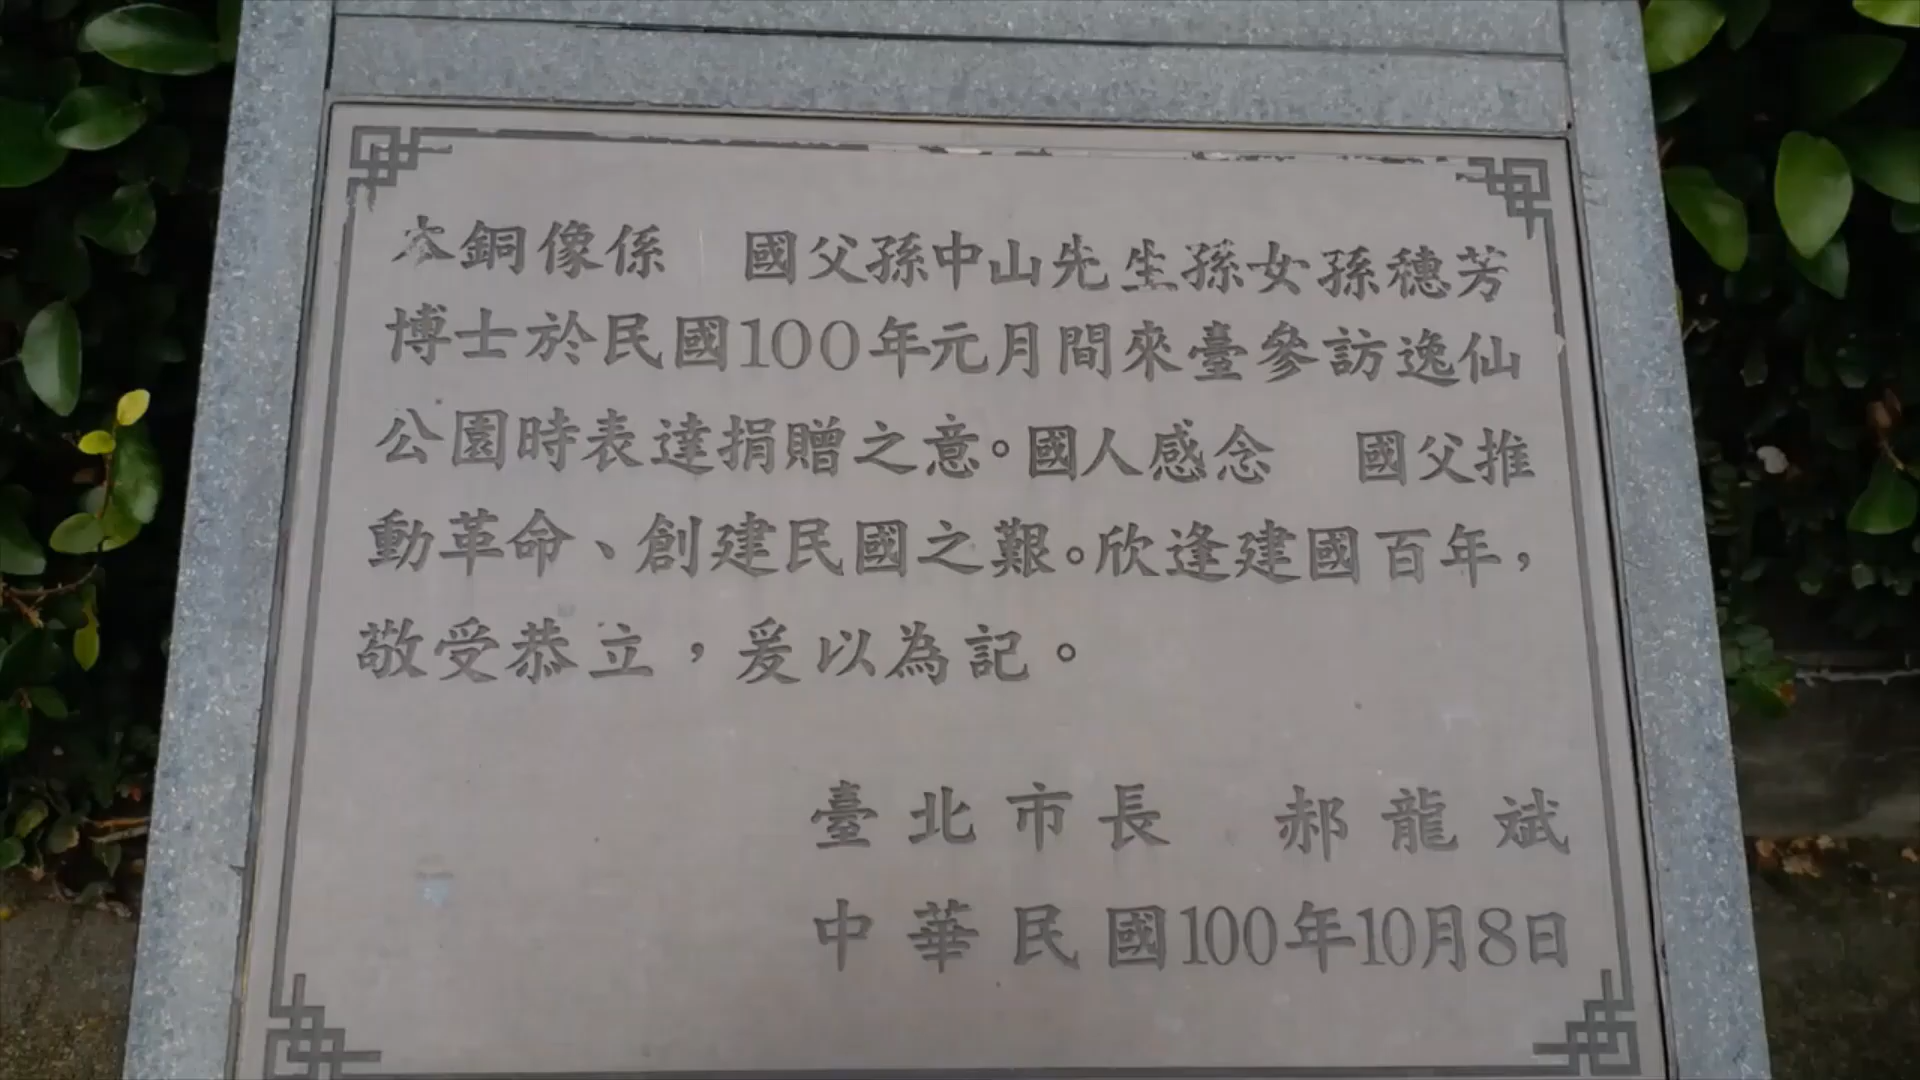 本銅像係　國父孫中山先生孫女孫穗芳
博士於民國100年元月間來臺參訪逸仙
公園時表達捐贈之意。國人感念　國父推
動革命、創建民國之艱。欣逢建國百年，
敬受恭立，爰以為記。
臺北市長　郝龍斌
中華民國100年10月8日